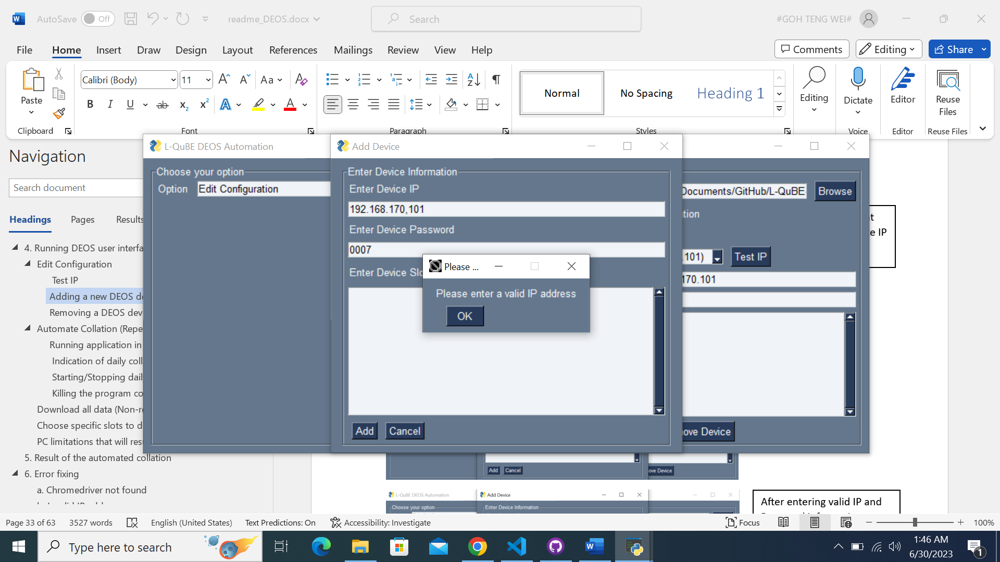 AutoSave Off readme_DEOS.docx Search #GOH TENG WEI#
File Home Insert Draw Design Layout References Mailings Review View Help Comments Editing Share
Calibri (Body) 11 Aa
Paste
B I U ab x2 x2 A A
Normal No Spacing Heading 1
Editing Dictate Editor Reuse Files
Clipboard Font Paragraph Styles Voice Editor Reuse Files
Navigation
Search document
Headings Pages Results
4. Running DEOS user interfa
Edit Configuration
Test IP
Adding a new DEOS de
Removing a DEOS dev
Automate Collation (Repe
Running application in
Indication of daily coll
Starting/Stopping dail
Killing the program co
Download all data (Non-re
Choose specific slots to d
PC limitations that will resu
5. Result of the automated collation
6. Error fixing
a. Chromedriver not found
L-QuBE DEOS Automation
Choose your option
Option Edit Configuration
Add Device
Enter Device Information
Enter Device IP
192.168.170,101
Enter Device Password
0007
Enter Device Slo
Add Cancel
Please ...
Please enter a valid IP address
OK
Documents/GitHub/L-QuBE Browse
tion
101) Test IP
170.101
ove Device
IP
Add Cancel ove Device
L-QuBE DEOS Automation Add Device
Choose your option Enter Device Information
After entering valid IP and
Page 33 of 63 3527 words English (United States) Text Predictions: On Accessibility: Investigate Focus 100%
Type here to search
1:46 AM
6/30/2023
1